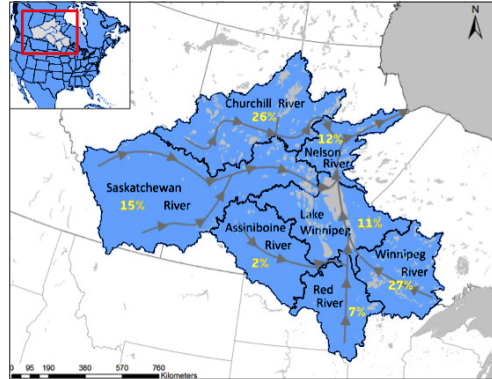 N
Churchill River
26%
12%
Nelson
River
Saskatchewan
15% River
Lake
Winnipeg
11%
Assiniboine
River
2%
Winnipeg
River
27%
Red
River
7%
0 95 190 380 570 760
Kilometers